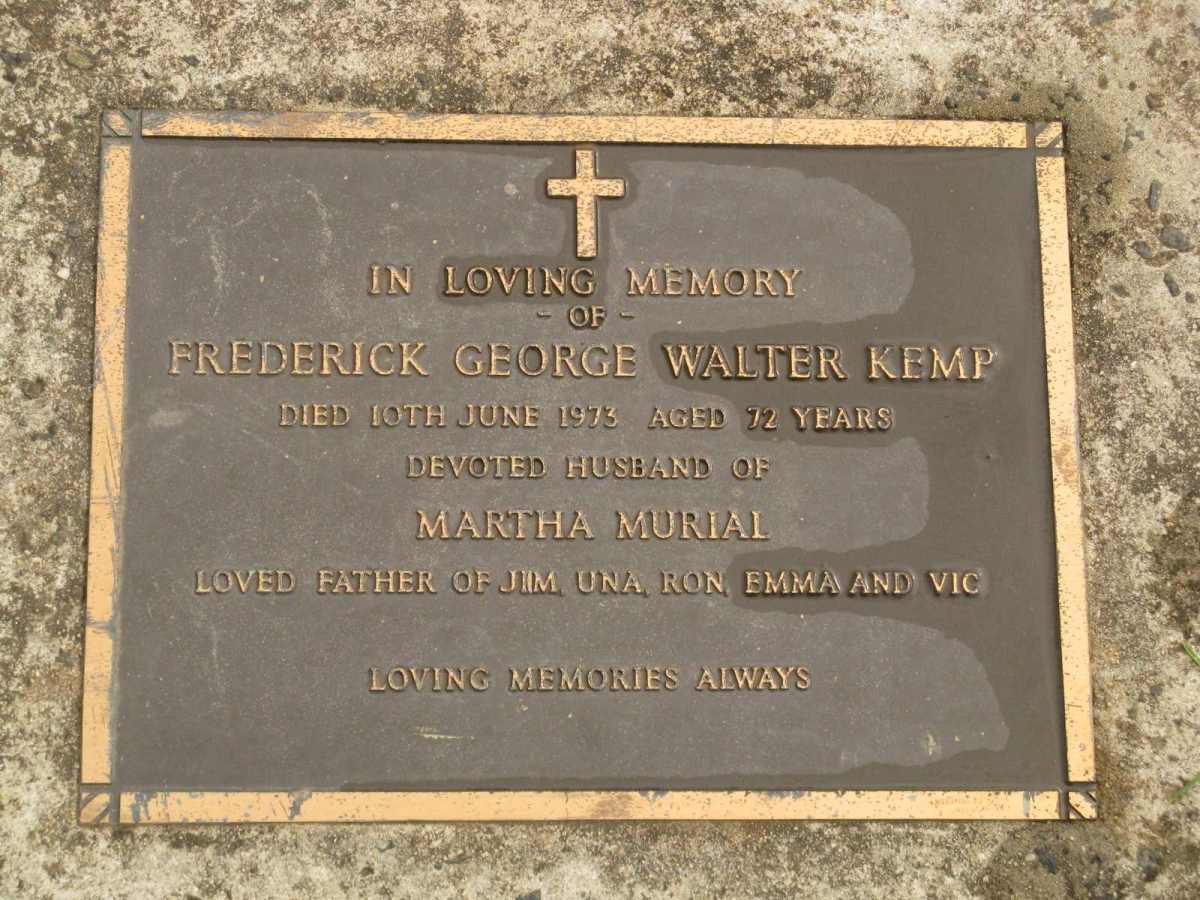 IN LOVING MEMORY
- OF -
FREDERICK GEORGE WALTER KEMP
DIED 10TH JUNE 1973 AGED 72 YEARS
DEVOTED HUSBAND OF
MARTHA MURIAL
LOVED FATHER OF JIM, UNA, RON, EMMA AND VIC
LOVING MEMORIES ALWAYS